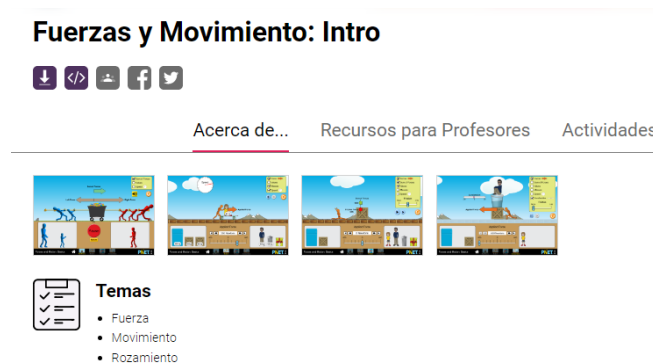 Fuerzas y Movimiento: Intro
Acerca de... Recursos para Profesores Actividades
Temas
• Fuerza
• Movimiento
• Rozamiento